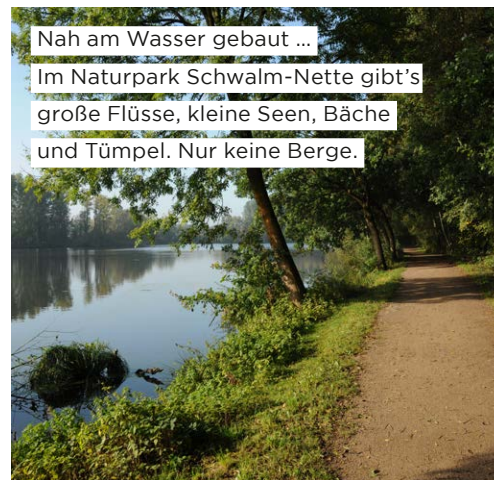 Nah am Wasser gebaut ...
Im Naturpark Schwalm-Nette gibt's
große Flüsse, kleine Seen, Bäche
und Tümpel. Nur keine Berge.